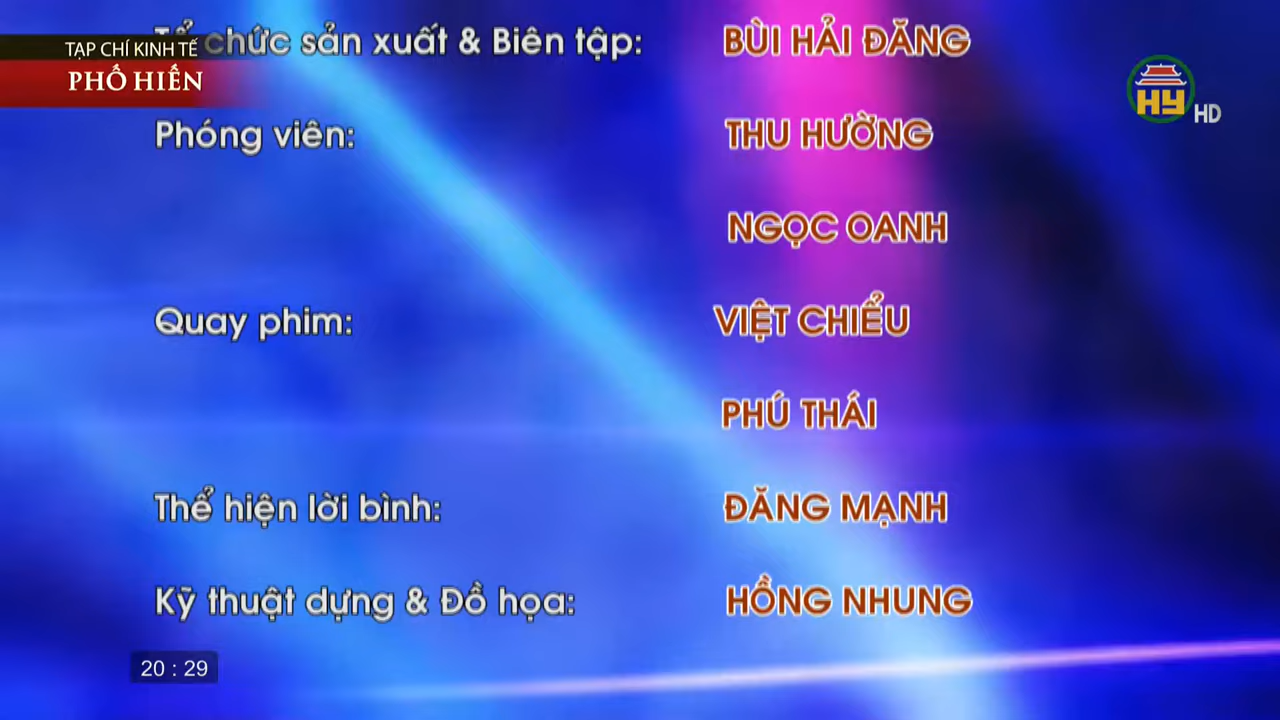 TẠP CHÍ KINH TẾ
PHỐ HIẾN
Tổ chức sản xuất & Biên tập: BÙI HẢI ĐĂNG
HY HD
Phóng viên: THU HƯỜNG
NGỌC OANH
Quay phim: VIỆT CHIỂU
PHÚ THÁI
Thể hiện lời bình: ĐĂNG MẠNH
Kỹ thuật dựng & Đồ họa: HỒNG NHUNG
20 : 29